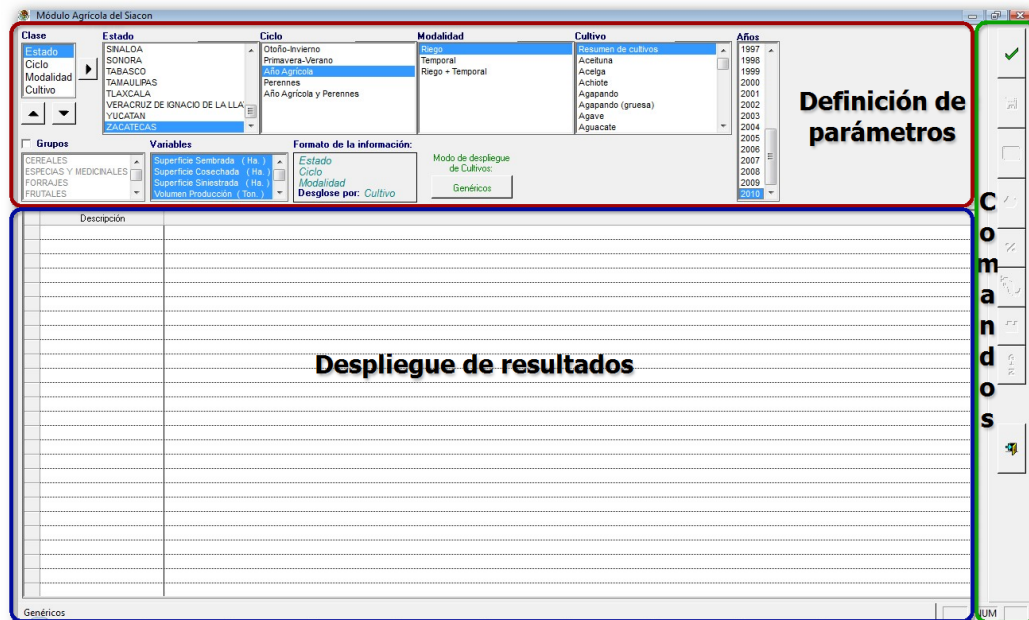 Módulo Agrícola del Siacon
Clase
Estado
Ciclo
Modalidad
Cultivo
Estado
SINALOA
SONORA
TABASCO
TAMAULIPAS
TLAXCALA
VERACRUZ DE IGNACIO DE LA LLA
YUCATAN
ZACATECAS
Ciclo
Otoño-Invierno
Primavera-Verano
Año Agrícola
Perennes
Año Agrícola y Perennes
Modalidad
Riego
Temporal
Riego + Temporal
Cultivo
Resumen de cultivos
Aceituna
Acelga
Achiote
Agapando
Agapando (gruesa)
Agave
Aguacate
Años
1997
1998
1999
2000
2001
2002
2003
2004
2005
2006
2007
2008
2009
2010
Definición de
parámetros
Grupos
CEREALES
ESPECIAS Y MEDICINALES
FORRAJES
FRUTALES
Variables
Superficie Sembrada ( Ha. )
Superficie Cosechada ( Ha.
Superficie Siniestrada ( Ha.
Volumen Producción ( Ton. )
Formato de la información:
Estado
Ciclo
Modalidad
Desglose por: Cultivo
Modo de despliegue
de Cultivos:
Genéricos
Descripción
Despliegue de resultados
Comandos
Genéricos
NUM